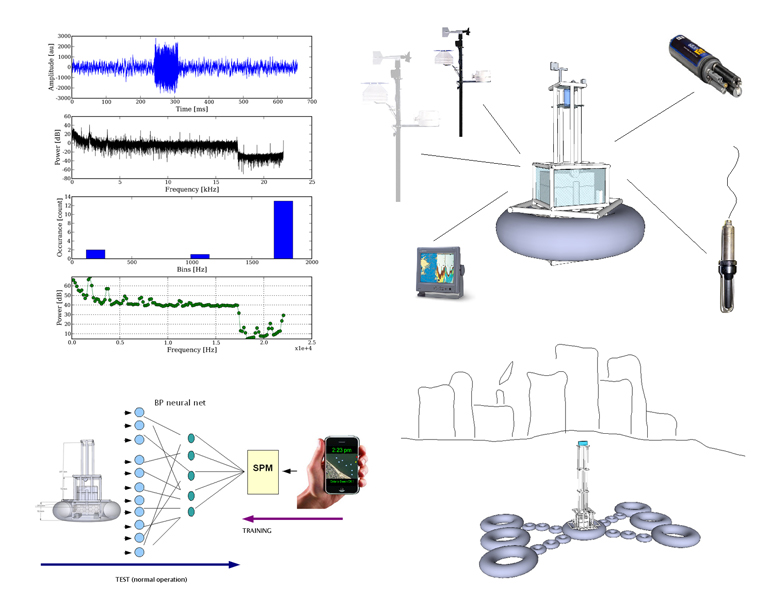 3000
2000
1000
0
-1000
-2000
-3000
Amplitude [au]
0 100 200 300 400 500 600 700
Time [ms]
60
40
20
0
-20
-40
-60
-80
Power [dB]
0 5 10 15 20 25
Frequency [kHz]
14
12
10
8
6
4
2
0
Occurance [count]
0 500 1000 1500 2000
Bins [Hz]
60
50
40
30
20
10
Power [dB]
0.0 0.5 1.0 1.5 2.0 2.5
x1e+4
Frequency [Hz]
BP neural net
SPM
2:23 pm
TRAINING
TEST (normal operation)